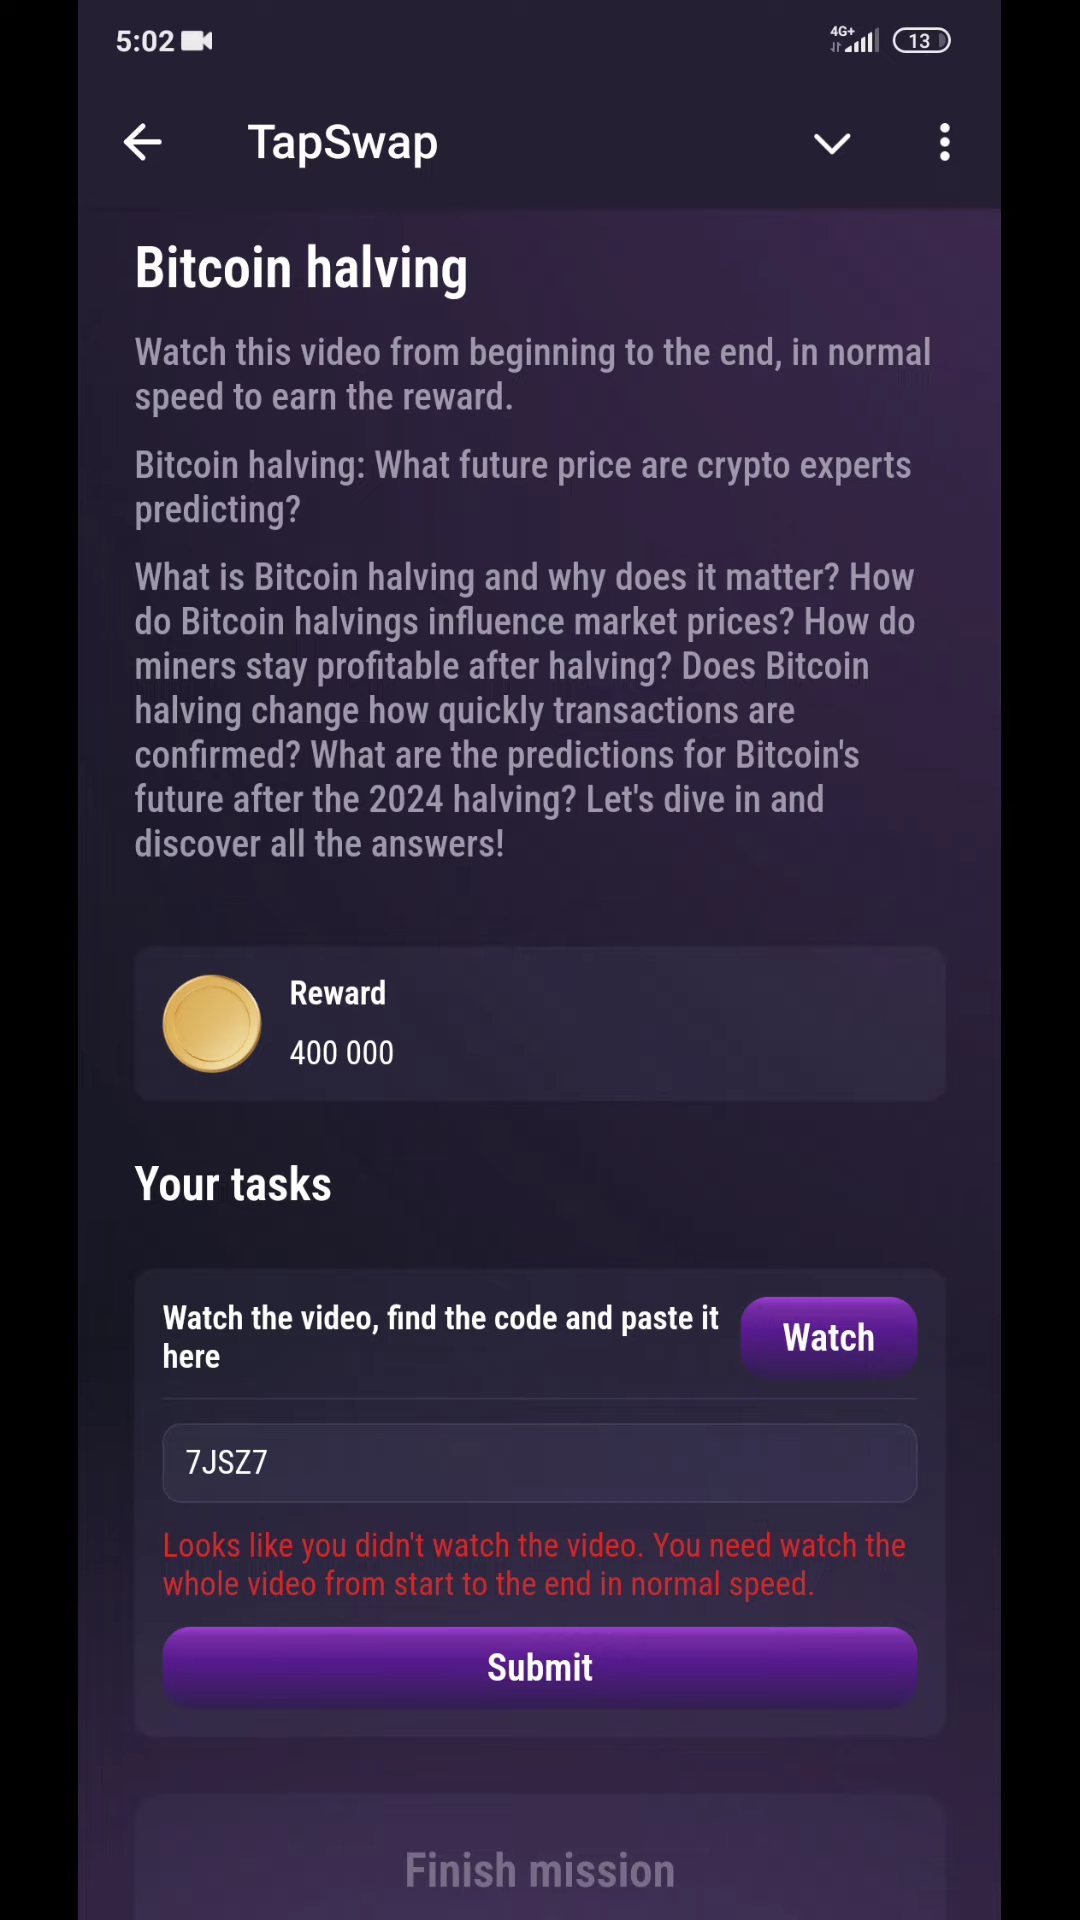 5:02
4G+
13
TapSwap
Bitcoin halving
Watch this video from beginning to the end, in normal
speed to earn the reward.
Bitcoin halving: What future price are crypto experts
predicting?
What is Bitcoin halving and why does it matter? How
do Bitcoin halvings influence market prices? How do
miners stay profitable after halving? Does Bitcoin
halving change how quickly transactions are
confirmed? What are the predictions for Bitcoin's
future after the 2024 halving? Let's dive in and
discover all the answers!
Reward
400 000
Your tasks
Watch the video, find the code and paste it
here
Watch
7JSZ7
Looks like you didn't watch the video. You need watch the
whole video from start to the end in normal speed.
Submit
Finish mission